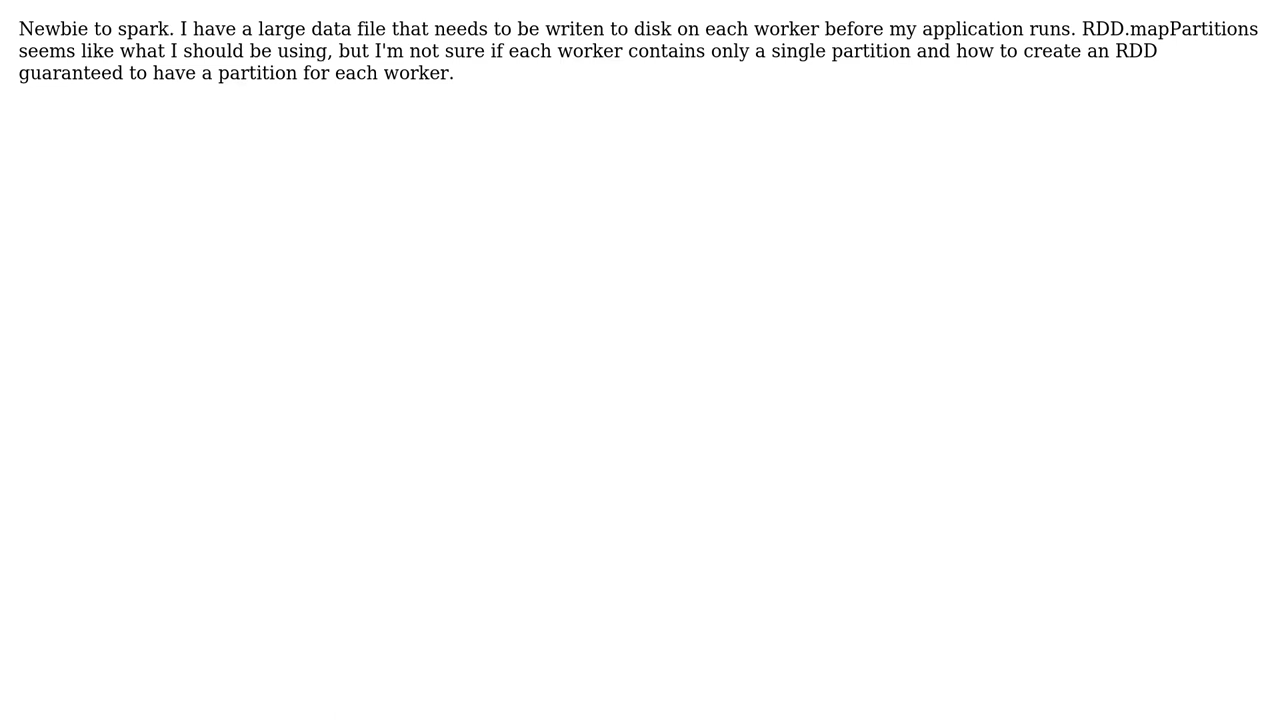 Newbie to spark. I have a large data file that needs to be writen to disk on each worker before my application runs. RDD.mapPartitions
seems like what I should be using, but I'm not sure if each worker contains only a single partition and how to create an RDD
guaranteed to have a partition for each worker.